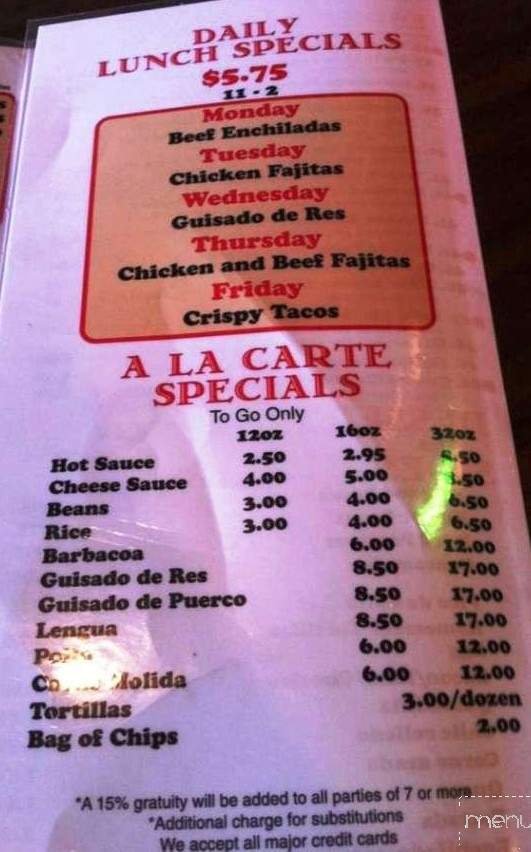 DAILY
LUNCH SPECIALS
$5.75
11 - 2
Monday
Beef Enchiladas
Tuesday
Chicken Fajitas
Wednesday
Guisado de Res
Thursday
Chicken and Beef Fajitas
Friday
Crispy Tacos
A LA CARTE
SPECIALS
To Go Only
12oz 16oz 32oz
Hot Sauce 2.50 2.95
Cheese Sauce 4.00 5.00
Beans 3.00 4.00 6.50
Rice 3.00 4.00 6.50
Barbacoa 6.00 12.00
Guisado de Res 8.50 17.00
Guisado de Puerco 8.50 17.00
Lengua 8.50 17.00
6.00 12.00
Molida 6.00 12.00
Tortillas 3.00/dozen
Bag of Chips 2.00
*A 15% gratuity will be added to all parties of 7 or more
*Additional charge for substitutions
We accept all major credit cards